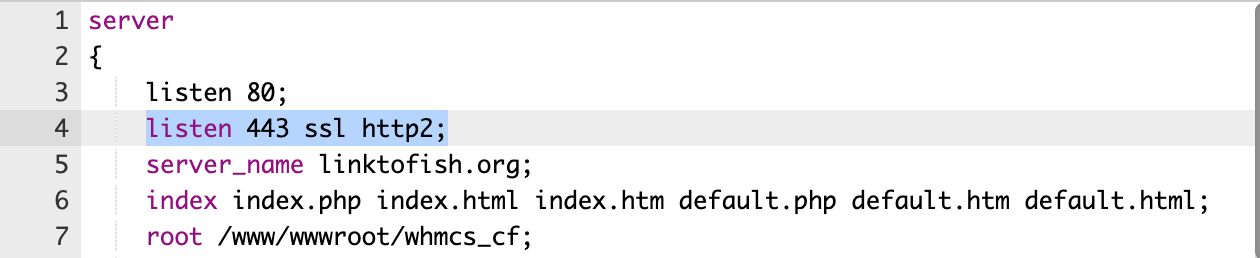 1 server
2 {
3 listen 80;
4 listen 443 ssl http2;
5 server_name linktofish.org;
6 index index.php index.html index.htm default.php default.htm default.html;
7 root /www/wwwroot/whmcs_cf;